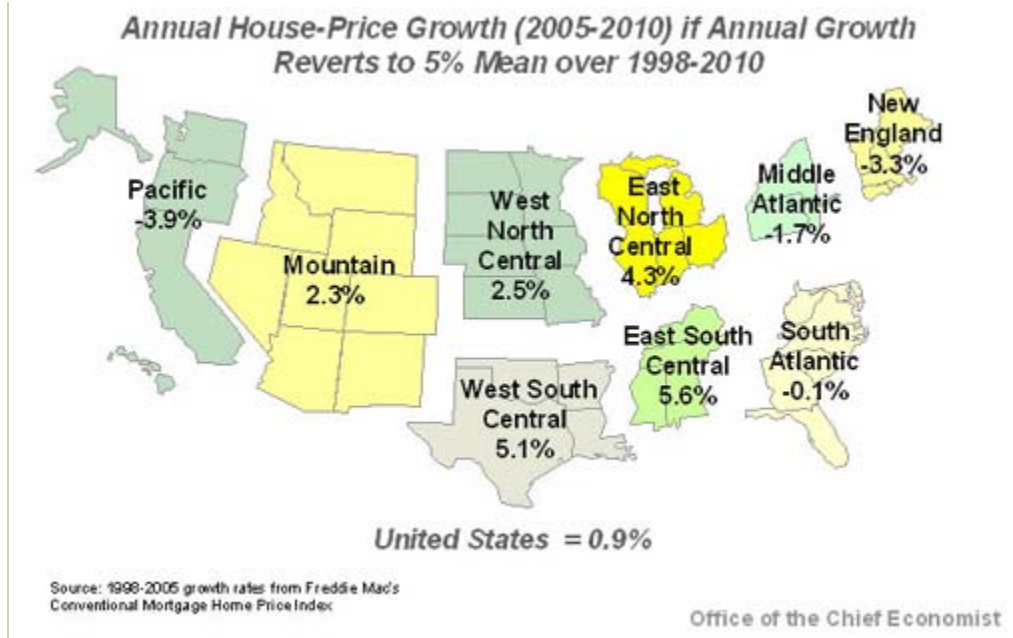 Annual House-Price Growth (2005-2010) if Annual Growth
Reverts to 5% Mean over 1998-2010
New
England
-3.3%
Middle
Atlantic
-1.7%
Pacific
-3.9%
West
North
Central
2.5%
East
North
Central
4.3%
Mountain
2.3%
East South
Central
5.6%
South
Atlantic
-0.1%
West South
Central
5.1%
United States = 0.9%
Source: 1998-2005 growth rates from Freddie Mac's
Conventional Mortgage Home Price Index
Office of the Chief Economist